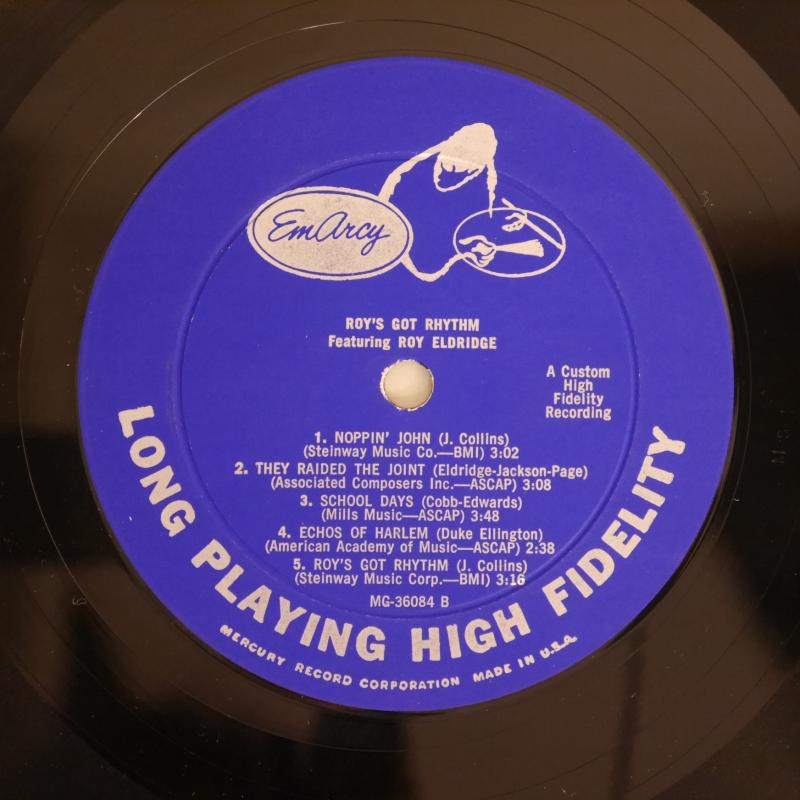 EmArcy
ROY'S GOT RHYTHM
Featuring ROY ELDRIDGE
A Custom
High
Fidelity
Recording
1. NOPPIN' JOHN (J. Collins)
(Steinway Music Co.—BMI) 3:02
2. THEY RAIDED THE JOINT (Eldridge-Jackson-Page)
(Associated Composers Inc.—ASCAP) 3:08
3. SCHOOL DAYS (Cobb-Edwards)
(Mills Music—ASCAP) 3:48
4. ECHOS OF HARLEM (Duke Ellington)
(American Academy of Music—ASCAP) 2:38
5. ROY'S GOT RHYTHM (J. Collins)
(Steinway Music Corp.—BMI) 3:16
MG-36084 B
LONG PLAYING HIGH FIDELITY
MERCURY RECORD CORPORATION MADE IN U.S.A.